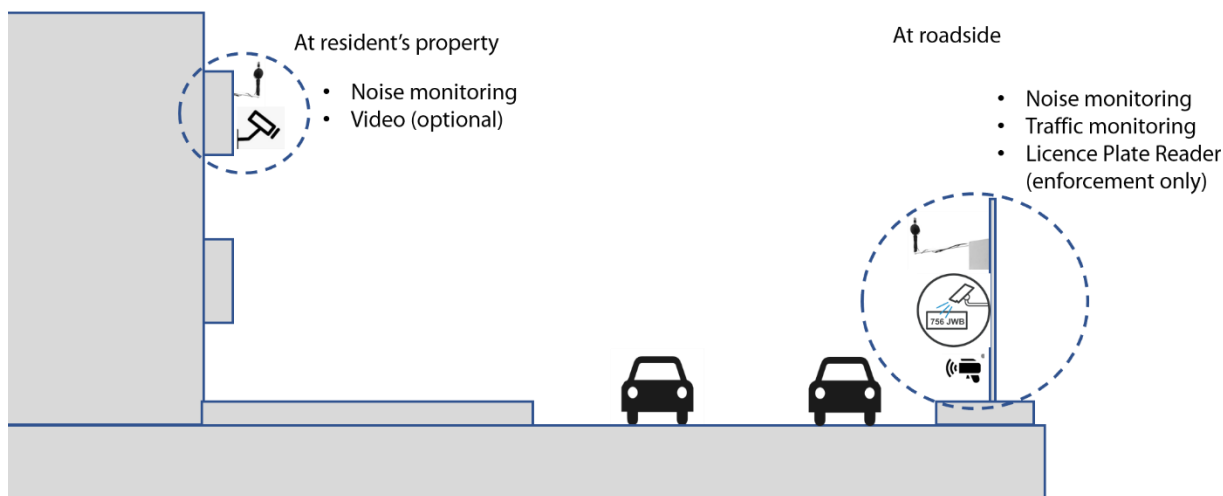 At resident's property
• Noise monitoring
• Video (optional)
At roadside
• Noise monitoring
• Traffic monitoring
• Licence Plate Reader
(enforcement only)
756 JWB